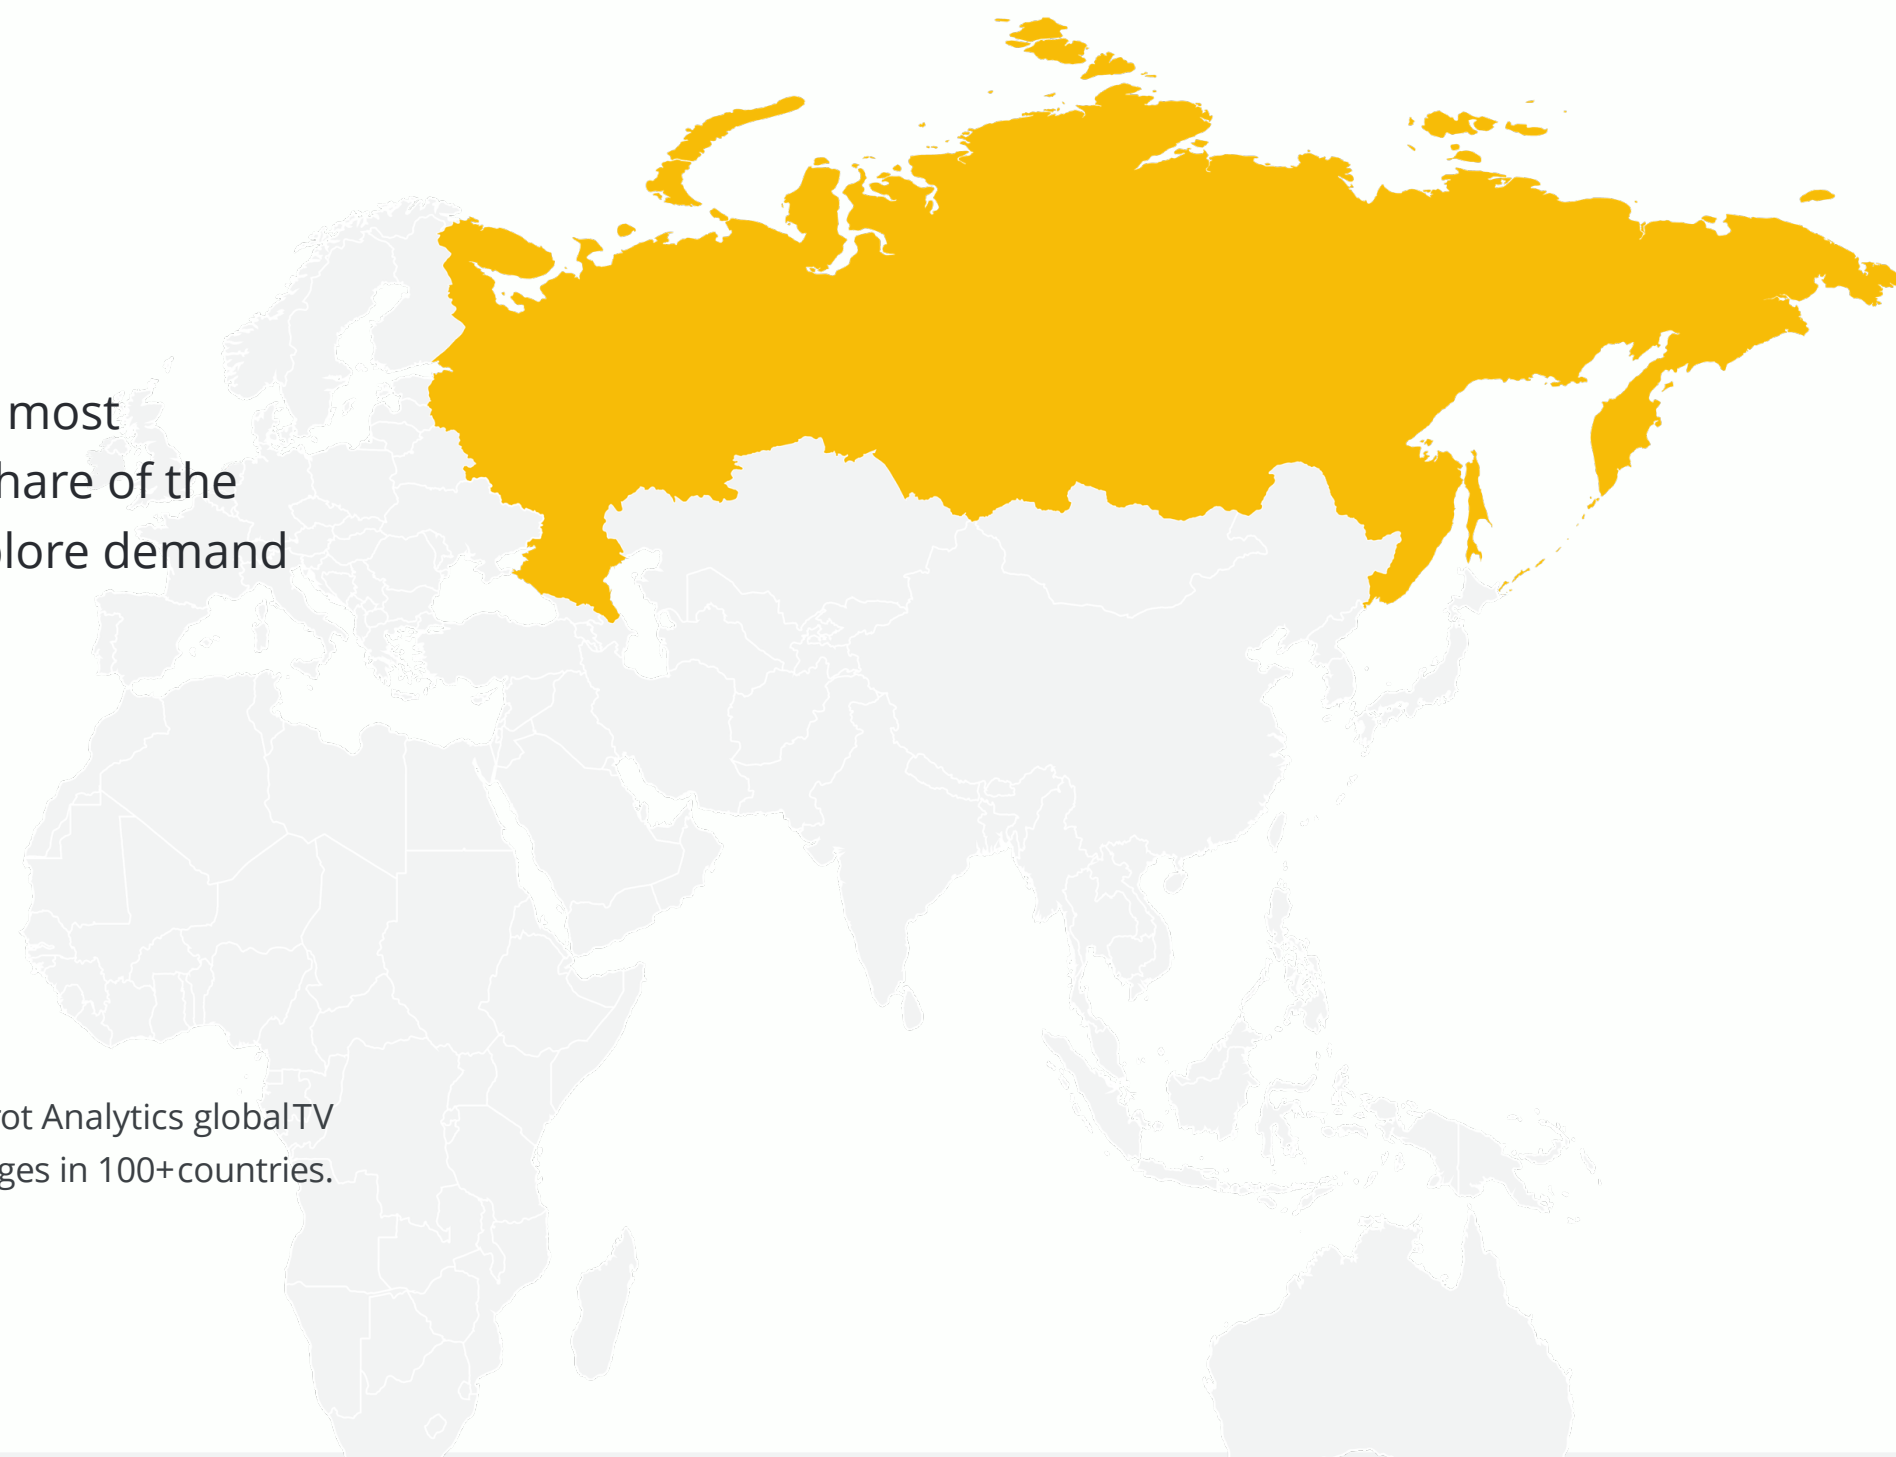 most
hare of the
lore demand
ot Analytics global TV
ges in 100+ countries.